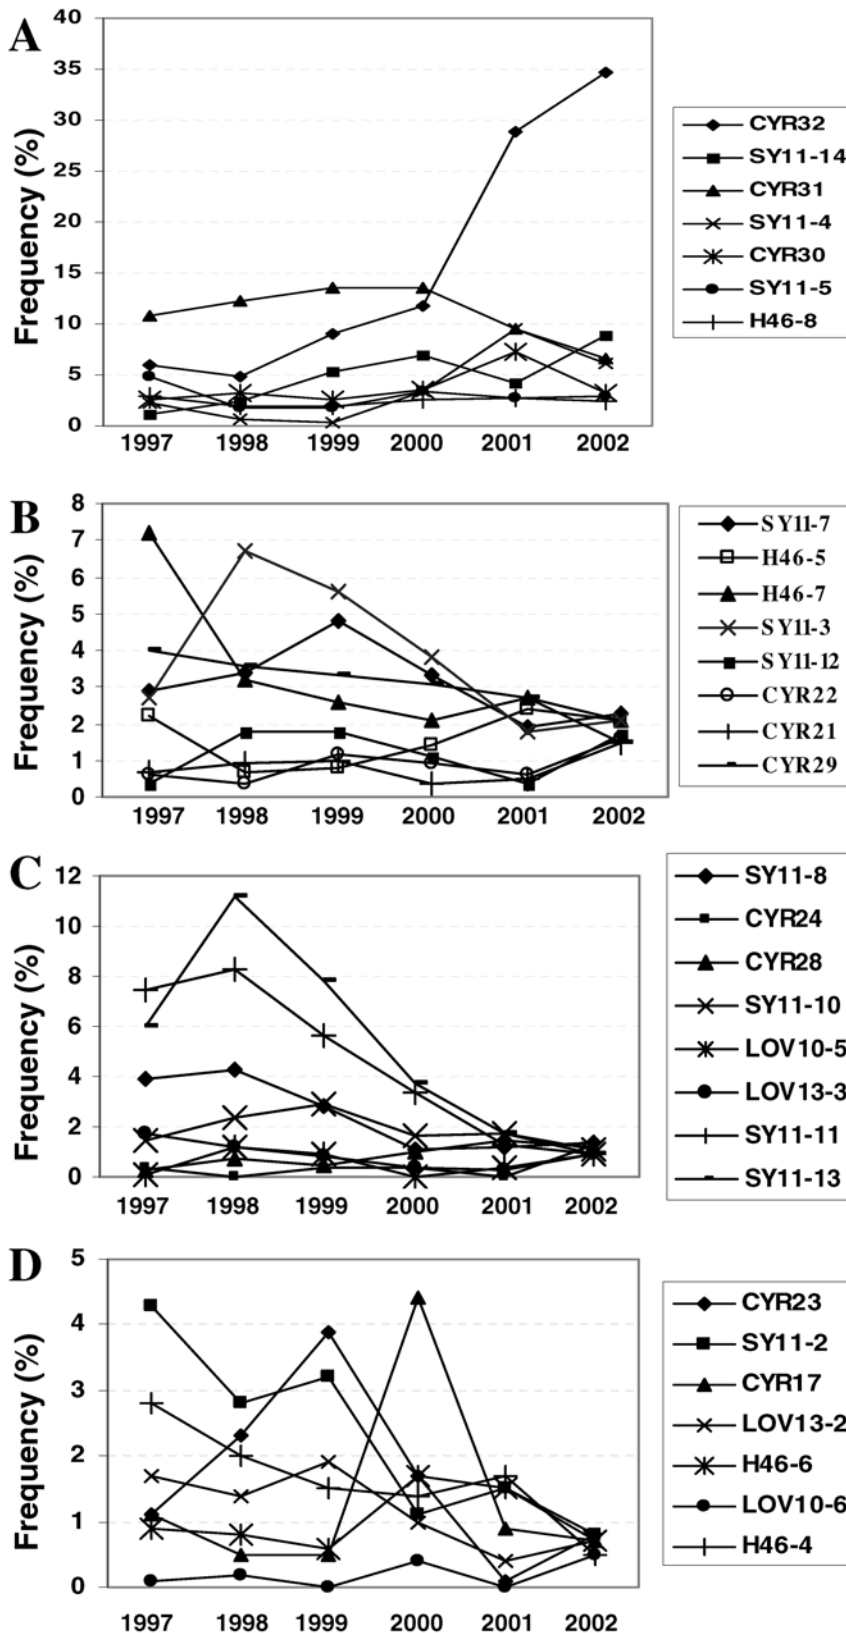 A
Frequency (%)
40
35
30
25
20
15
10
5
0
1997 1998 1999 2000 2001 2002
CYR32
SY11-14
CYR31
SY11-4
CYR30
SY11-5
H46-8
B
Frequency (%)
8
7
6
5
4
3
2
1
0
1997 1998 1999 2000 2001 2002
SY11-7
H46-5
H46-7
SY11-3
SY11-12
CYR22
CYR21
CYR29
C
Frequency (%)
12
10
8
6
4
2
0
1997 1998 1999 2000 2001 2002
SY11-8
CYR24
CYR28
SY11-10
LOV10-5
LOV13-3
SY11-11
SY11-13
D
Frequency (%)
5
4
3
2
1
0
1997 1998 1999 2000 2001 2002
CYR23
SY11-2
CYR17
LOV13-2
H46-6
LOV10-6
H46-4